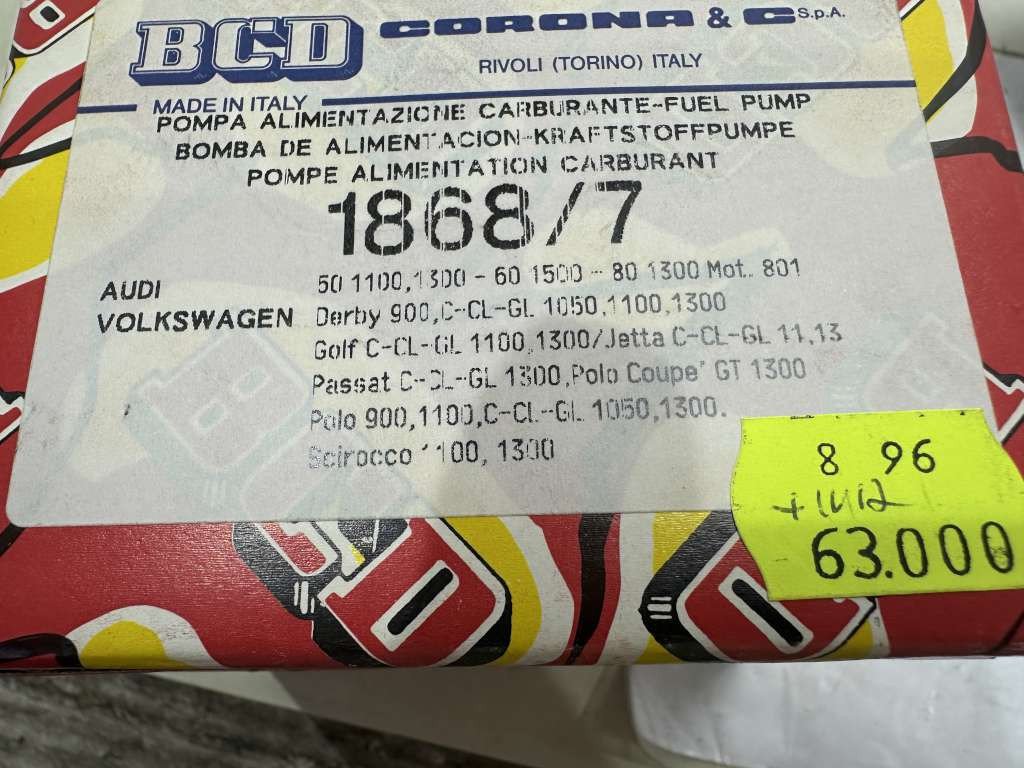 BCD CORONA & C S.p.A.
RIVOLI (TORINO) ITALY
MADE IN ITALY
POMPA ALIMENTAZIONE CARBURANTE-FUEL PUMP
BOMBA DE ALIMENTACION-KRAFTSTOFFPUMPE
POMPE ALIMENTATION CARBURANT
1868/7
AUDI 50 1100,1300 - 60 1500 - 80 1300 Mot. 801
VOLKSWAGEN Derby 900,C-CL-GL 1050,1100,1300
Golf C-CL-GL 1100,1300/Jetta C-CL-GL 11,13
Passat C-CL-GL 1300,Polo Coupe' GT 1300
Polo 900,1100,C-CL-GL 1050,1300.
Scirocco 1100, 1300
8 96
63.000